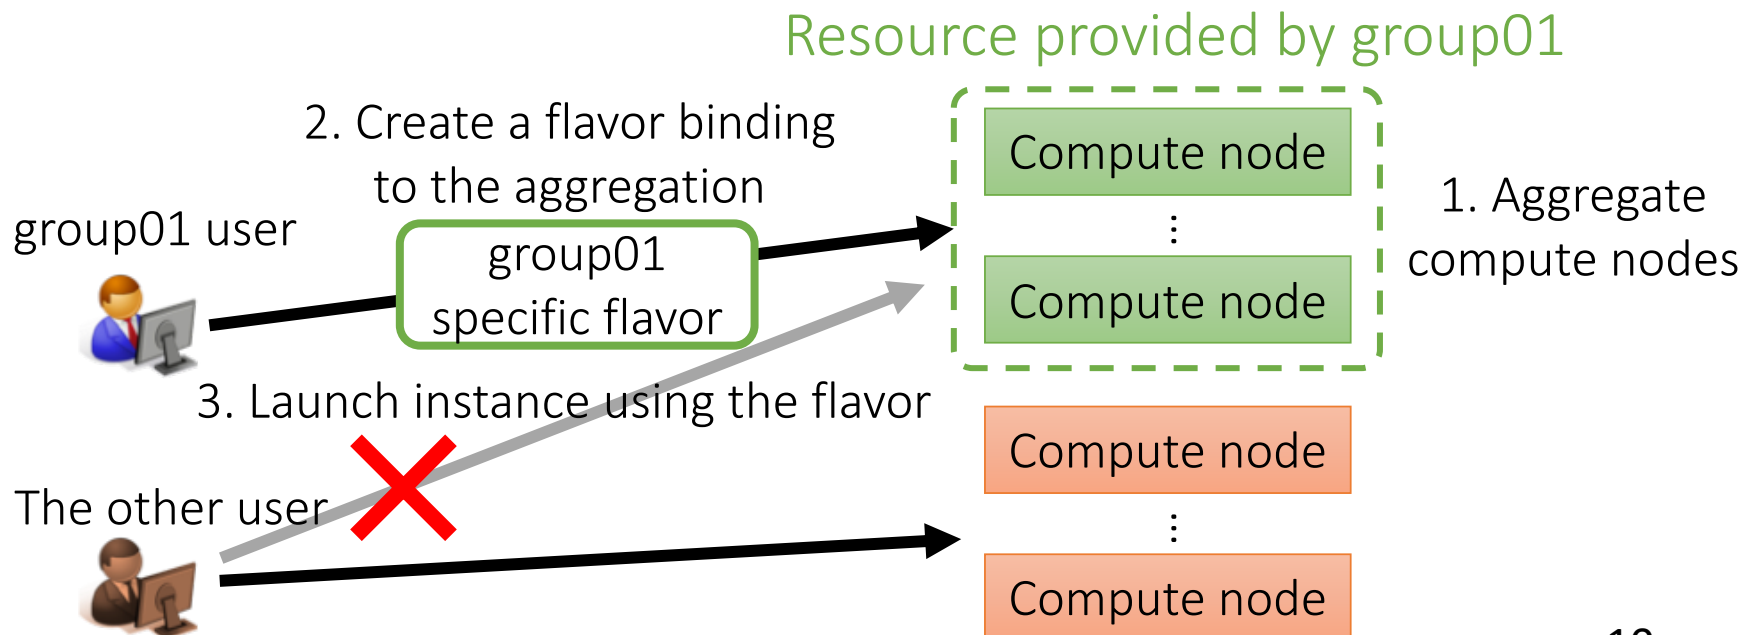 Resource provided by group01
2. Create a flavor binding
to the aggregation
group01 user
group01
specific flavor
Compute node
⋮
Compute node
1. Aggregate
compute nodes
3. Launch instance using the flavor
The other user
Compute node
⋮
Compute node